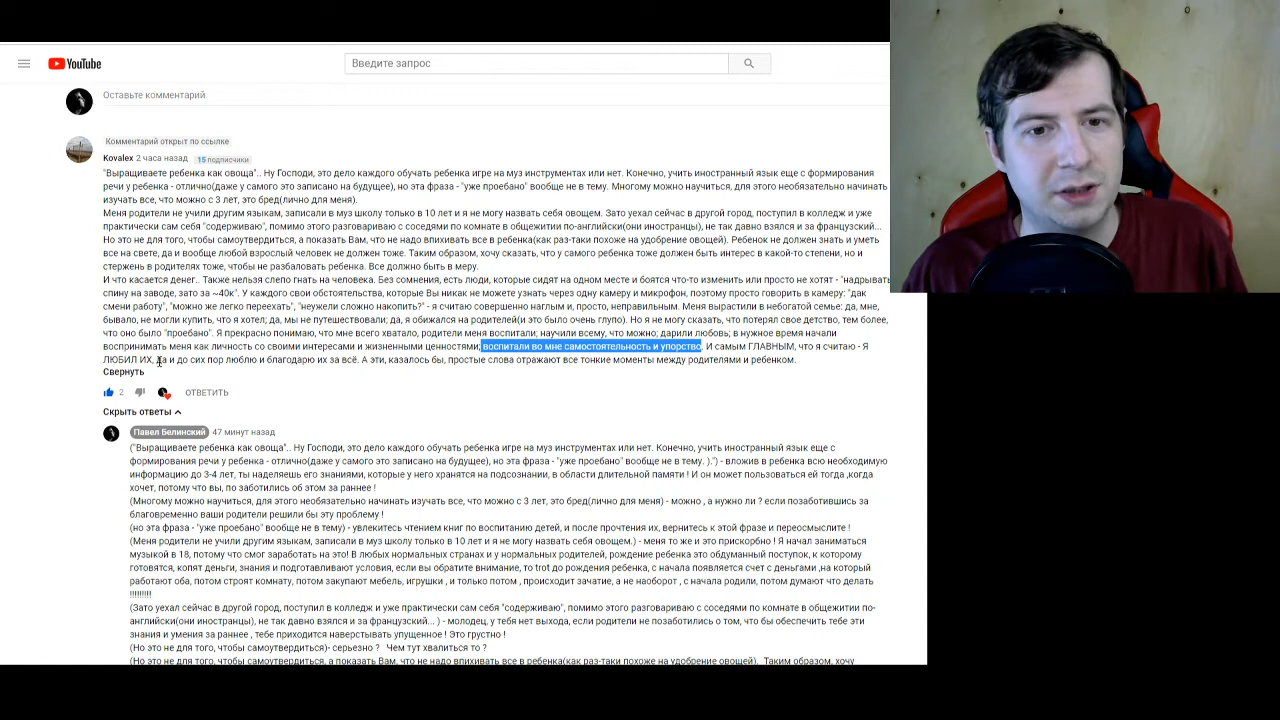 YouTube
Введите запрос
Оставьте комментарий
Комментарий открыт по ссылке
Kovalex 2 часа назад 15 подписчики
"Выращиваете ребенка как овоща".. Ну Господи, это дело каждого обучать ребенка игре на муз инструментах или нет. Конечно, учить иностранный язык еще с формирования
речи у ребенка - отлично(даже у самого это записано на будущее), но эта фраза - "уже проебано" вообще не в тему. Многому можно научиться, для этого необязательно начинать
изучать все, что можно с 3 лет, это бред(лично для меня).
Меня родители не учили другим языкам, записали в муз школу только в 10 лет и я не могу назвать себя овощем. Зато уехал сейчас в другой город, поступил в колледж и уже
практически сам себя "содерживаю", помимо этого разговариваю с соседями по комнате в общежитии по-английски(они иностранцы), не так давно взялся и за французский...
Но это не для того, чтобы самоутвердиться, а показать Вам, что не надо впихивать все в ребенка(как раз-таки похоже на удобрение овощей). Ребенок не должен знать и уметь
все на свете, да и вообще любой взрослый человек не должен тоже. Таким образом, хочу сказать, что у самого ребенка тоже должен быть интерес в какой-то степени, но и
стержень в родителях тоже, чтобы не разбаловать ребенка. Все должно быть в меру.
И что касается денег.. Также нельзя слепо гнать на человека. Без сомнения, есть люди, которые сидят на одном месте и боятся что-то изменить или просто не хотят - "надрывать
спину на заводе, зато за ~40к". У каждого свои обстоятельства, которые Вы никак не можете узнать через одну камеру и микрофон, поэтому просто говорить в камеру: "дак
смени работу", "можно же легко переехать", "неужели сложно накопить?" - я считаю совершенно наглым и, просто, неправильным. Меня вырастили в небогатой семье: да, мне,
бывало, не могли купить, что я хотел; да, мы не путешествовали; да, я обижался на родителей(и это было очень глупо). Но я не могу сказать, что потерял свое детство, тем более,
что оно было "проебано". Я прекрасно понимаю, что мне всего хватало, родители меня воспитали; научили всему, что можно; дарили любовь; в нужное время начали
воспринимать меня как личность со своими интересами и жизненными ценностями; воспитали во мне самостоятельность и упорство. И самым ГЛАВНЫМ, что я считаю - Я
ЛЮБИЛ ИХ, да и до сих пор люблю и благодарю их за всё. А эти, казалось бы, простые слова отражают все тонкие моменты между родителями и ребенком.
Свернуть
2 ОТВЕТИТЬ
Скрыть ответы
Павел Белинский 47 минут назад
("Выращиваете ребенка как овоща".. Ну Господи, это дело каждого обучать ребенка игре на муз инструментах или нет. Конечно, учить иностранный язык еще с
формирования речи у ребенка - отлично(даже у самого это записано на будущее), но эта фраза - "уже проебано" вообще не в тему. ).") - вложив в ребенка всю необходимую
информацию до 3-4 лет, ты наделяешь его знаниями, которые у него хранятся на подсознании, в области длительной памяти ! И он может пользоваться ей тогда ,когда
хочет, потому что вы, по заботились об этом за раннее !
(Многому можно научиться, для этого необязательно начинать изучать все, что можно с 3 лет, это бред(лично для меня) - можно , а нужно ли ? если позаботившись за
благовременно ваши родители решили бы эту проблему !
(но эта фраза - "уже проебано" вообще не в тему) - увлекитесь чтением книг по воспитанию детей, и после прочтения их, вернитесь к этой фразе и переосмыслите !
(Меня родители не учили другим языкам, записали в муз школу только в 10 лет и я не могу назвать себя овощем.) - меня то же и это прискорбно ! Я начал заниматься
музыкой в 18, потому что смог заработать на это! В любых нормальных странах и у нормальных родителей, рождение ребенка это обдуманный поступок, к которому
готовятся, копят деньги, знания и подготавливают условия, если вы обратите внимание, то trot до рождения ребенка, с начала появляется счет с деньгами ,на который
работают оба, потом строят комнату, потом закупают мебель, игрушки , и только потом , происходит зачатие, а не наоборот , с начала родили, потом думают что делать
!!!!!!!!!
(Зато уехал сейчас в другой город, поступил в колледж и уже практически сам себя "содерживаю", помимо этого разговариваю с соседями по комнате в общежитии по-
английски(они иностранцы), не так давно взялся и за французский... ) - молодец, у тебя нет выхода, если родители не позаботились о том, что бы обеспечить тебе эти
знания и умения за раннее , тебе приходится наверстывать упущенное ! Это грустно !
(Но это не для того, чтобы самоутвердиться)- серьезно ? Чем тут хвалиться то ?
(Но это не для того, чтобы самоутвердиться, а показать Вам, что не надо впихивать все в ребенка(как раз-таки похоже на удобрение овощей). Таким образом, хочу